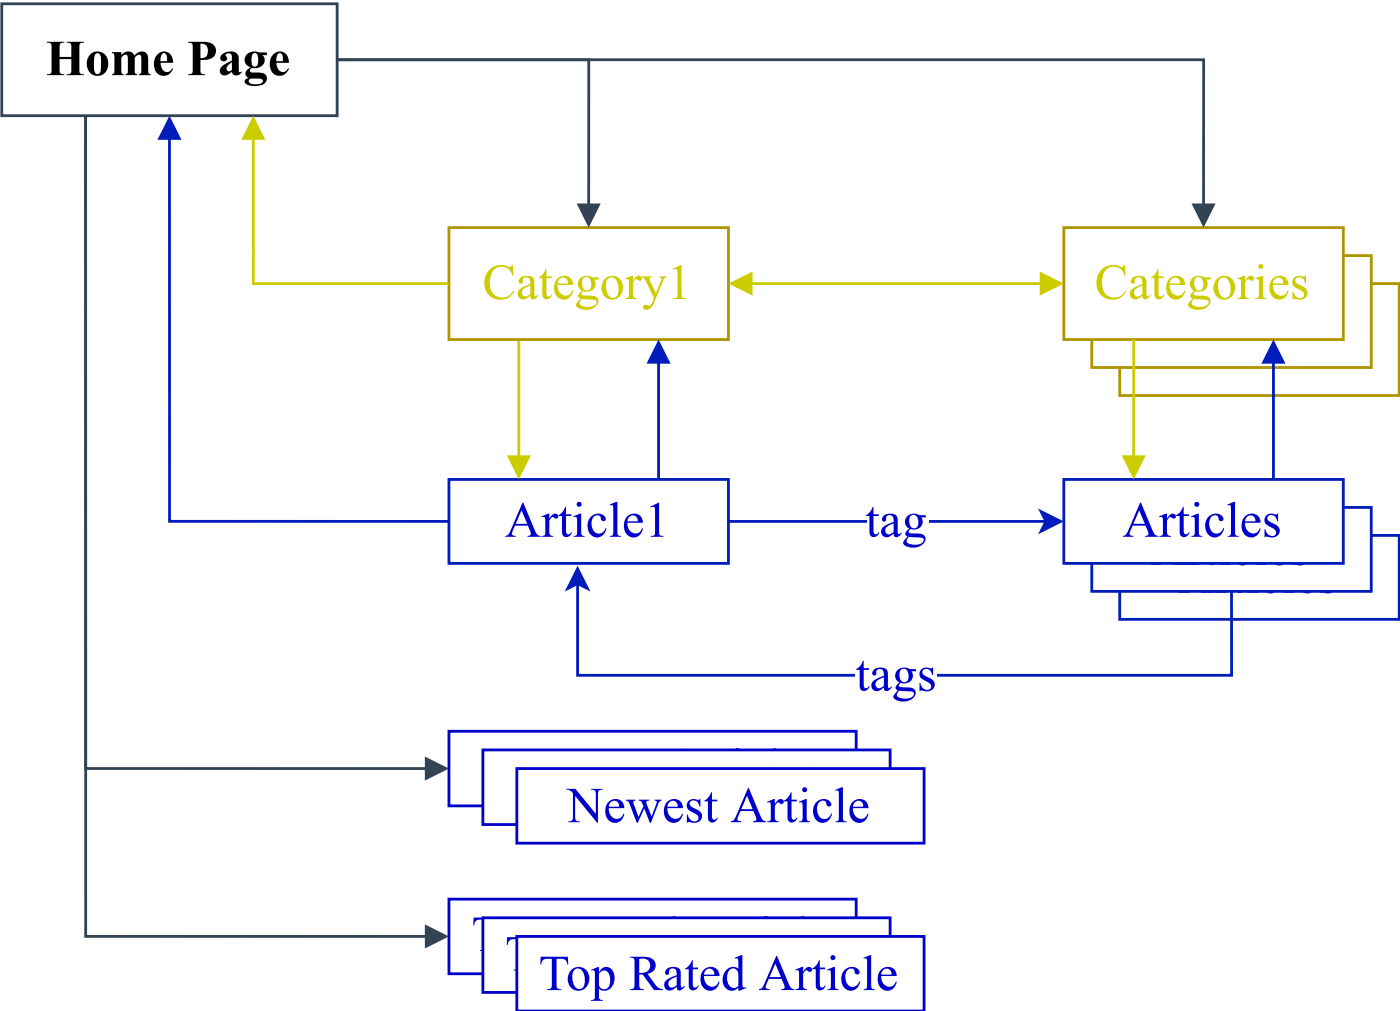 Home Page
Category1
Categories
Article1
tag
Articles
tags
Newest Article
Top Rated Article